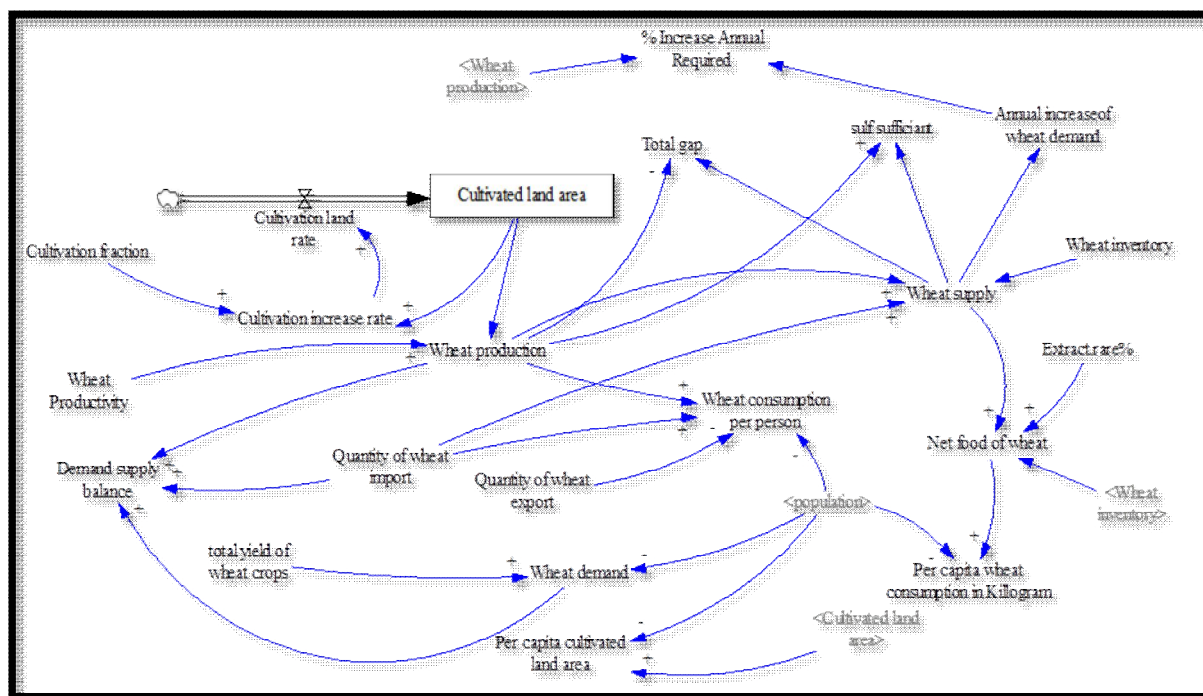 % Increase Annual
Required
<Wheat
production>
Annual increase of
wheat demand
sulf sufficiant
Total gap
Cultivated land area
Cultivation land
rate
Cultivation fraction
Wheat inventory
Wheat supply
Cultivation increase rate
Wheat production
Extract rare%
Wheat
Productivity
Wheat consumption
per person
Net food of wheat
Demand supply
balance
Quantity of wheat
import
Quantity of wheat
export
<population>
<Wheat
inventory>
total yield of
wheat crops
Wheat demand
Per capita wheat
consumption in Killogram
Per capita cultivated
land area
<Cultivated land
area>